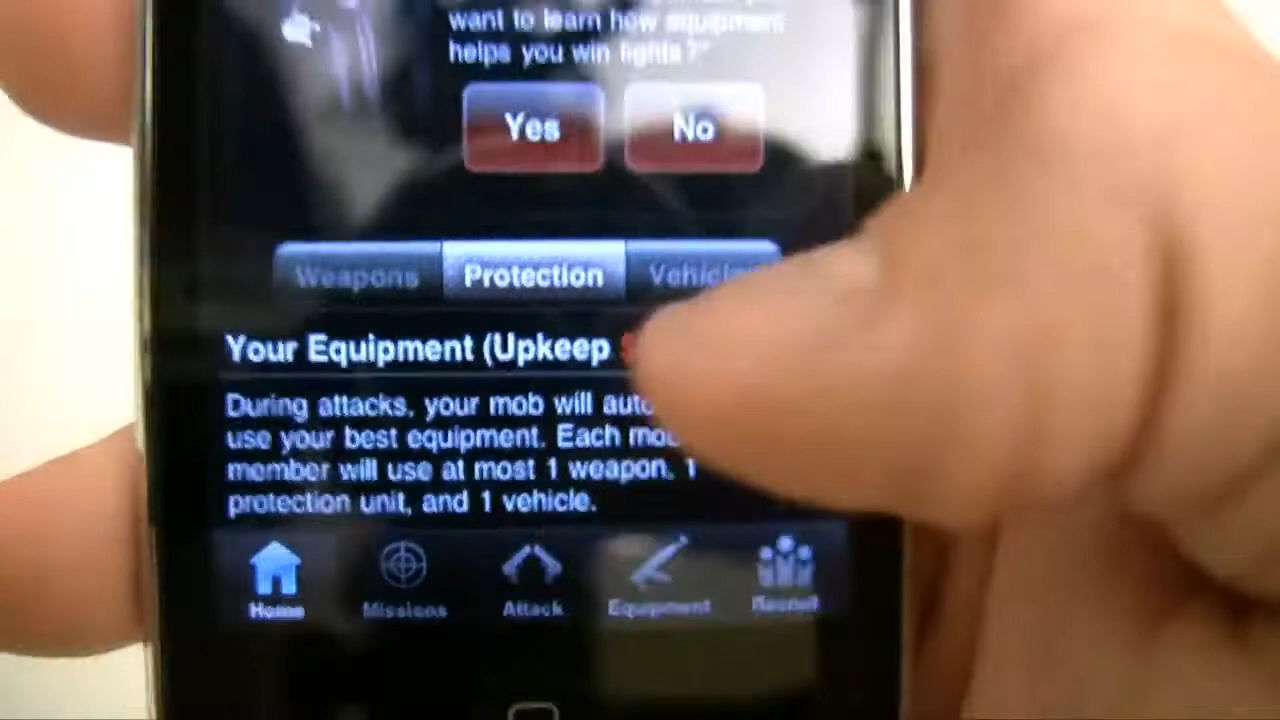 want to learn how equipment
helps you win fights?"
Yes No
Weapons Protection
Your Equipment (Upkeep
During attacks, your mob will
use your best equipment. Each
member will use at most 1 weapon, 1
protection unit, and 1 vehicle.
Home Missions Attack Equipment Recruit